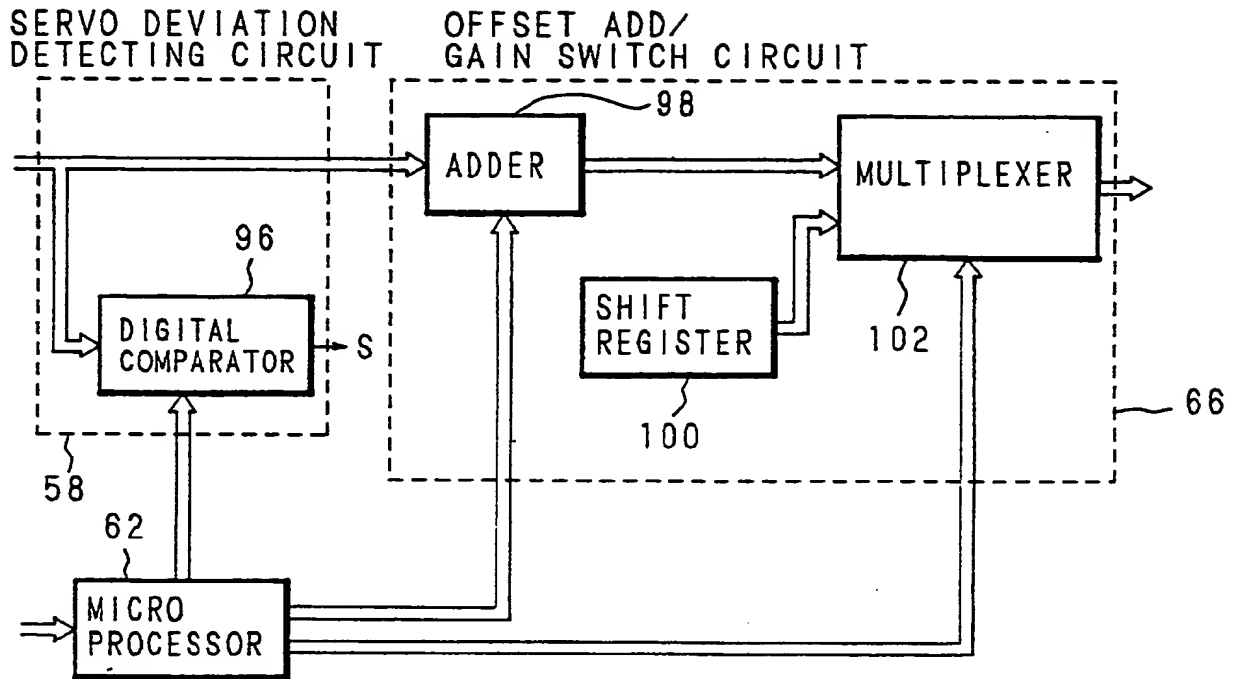 SERVO DEVIATION
DETECTING CIRCUIT
OFFSET ADD/
GAIN SWITCH CIRCUIT
98
ADDER
MULTIPLEXER
96
DIGITAL
COMPARATOR
S
SHIFT
REGISTER
102
100
66
58
62
MICRO
PROCESSOR